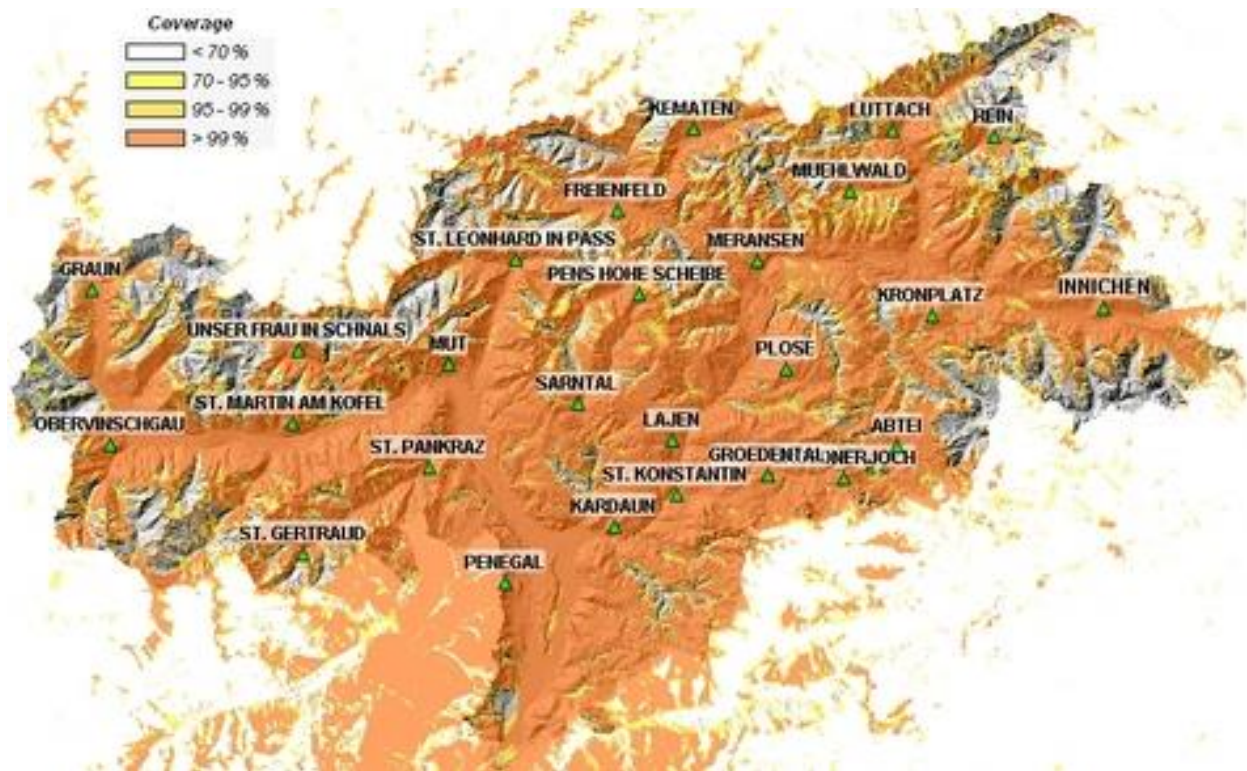 Coverage
< 70 %
70 - 95 %
95 - 99 %
> 99 %
KEMATEN
LUTTACH
REIN
MUEHLWALD
FREIENFELD
ST. LEONHARD IN PASS
MERANSEN
GRAUN
PENS HOHE SCHEIBE
KRONPLATZ
INNICHEN
UNSER FRAU IN SCHNALS
MUT
PLOSE
SARNTAL
ST. MARTIN AM KOFEL
OBERVINSCHGAU
LAJEN
ABTEI
ST. PANKRAZ
GROEDENTAL
ONERJOCH
ST. KONSTANTIN
KARDAUN
ST. GERTRAUD
PENEGAL